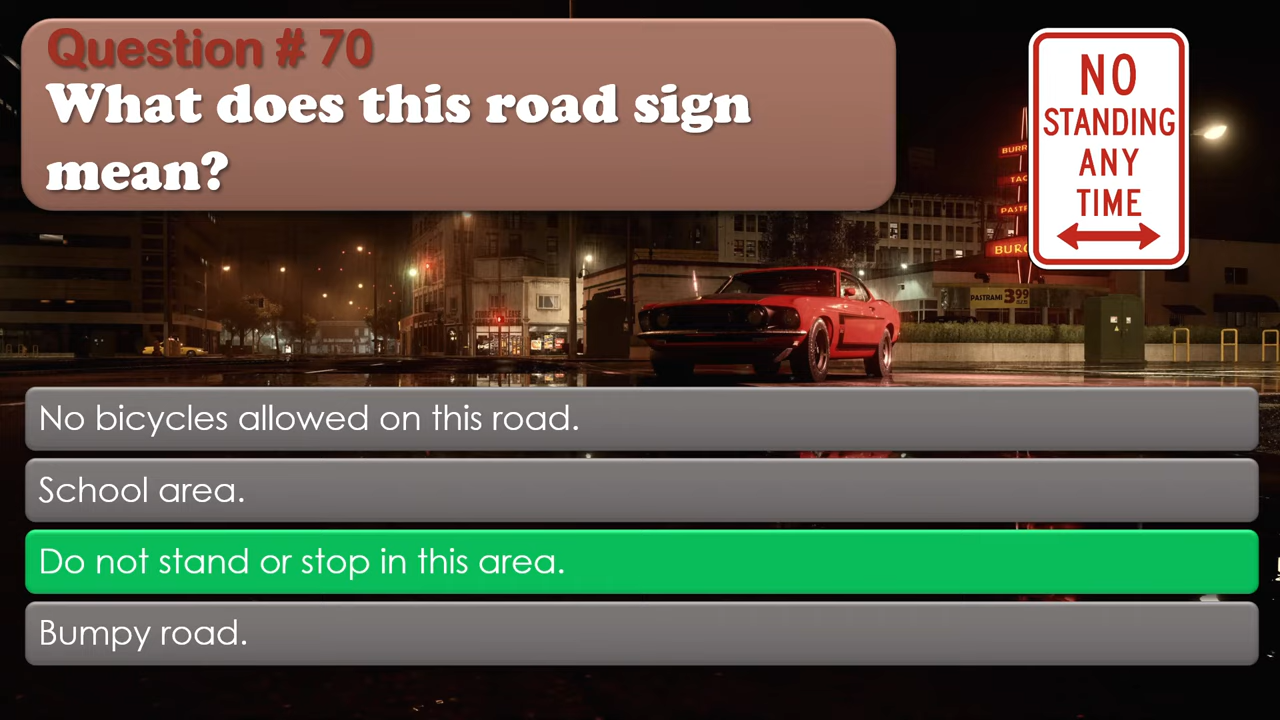 Question # 70
What does this road sign
mean?
NO
STANDING
ANY
TIME
PASTRAMI 3 99
No bicycles allowed on this road.
School area.
Do not stand or stop in this area.
Bumpy road.